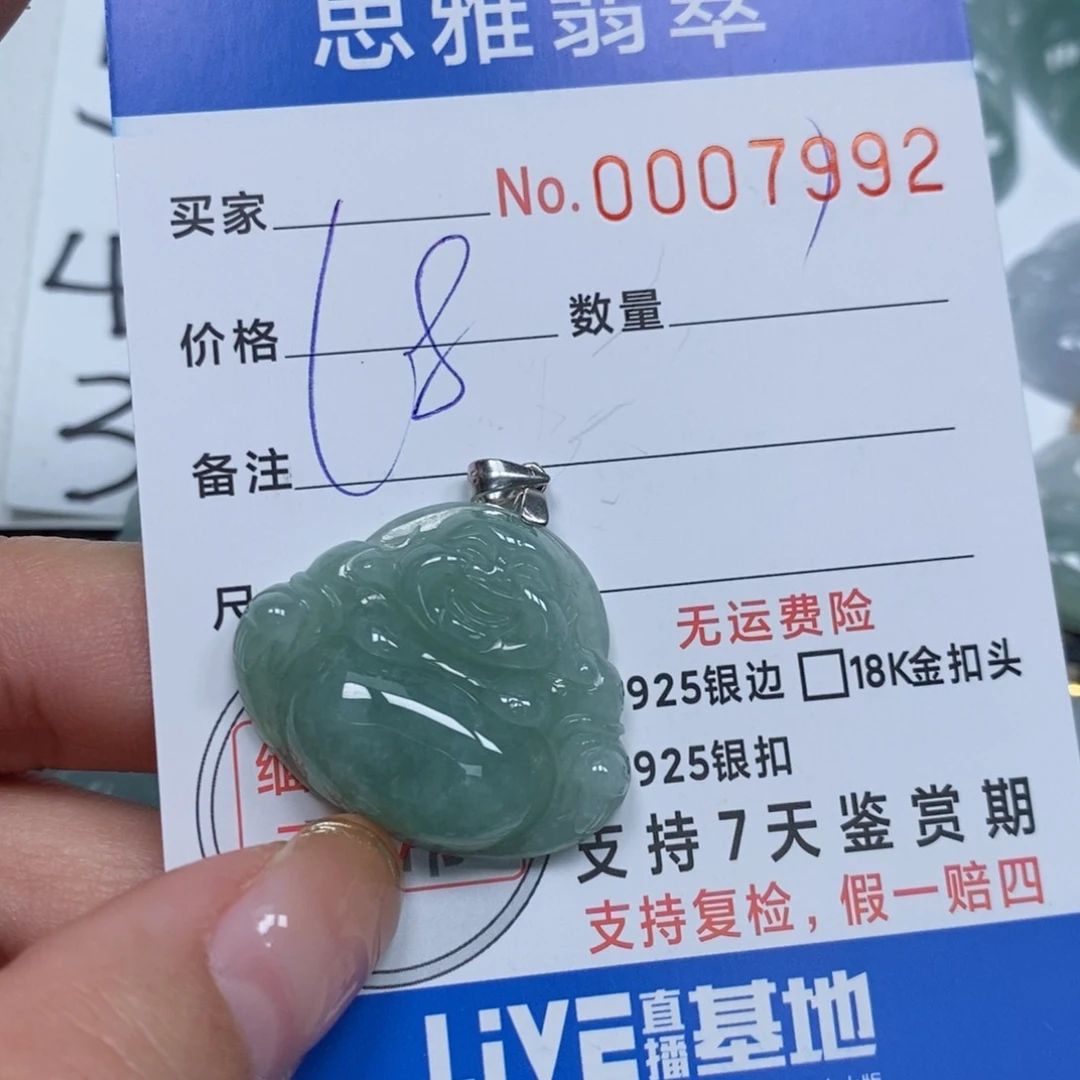 思雅翡翠
买家 No.0007992
价格 68 数量
备注
尺
无运费险
925银边 □18K金扣头
925银扣
支持7天鉴赏期
支持复检，假一赔四
LiVE直播基地
4
3